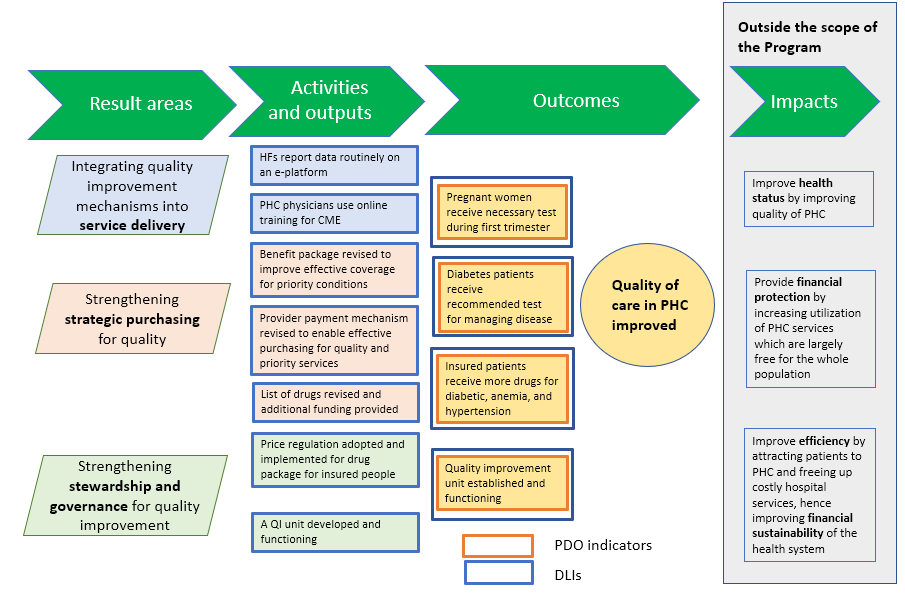 Outside the scope of
the Program
Result areas
Activities
and outputs
Outcomes
Impacts
Integrating quality
improvement
mechanisms into
service delivery
Strengthening
strategic purchasing
for quality
Strengthening
stewardship and
governance for quality
improvement
HFs report data routinely on
an e-platform
PHC physicians use online
training for CME
Benefit package revised to
improve effective coverage
for priority conditions
Provider payment mechanism
revised to enable effective
purchasing for quality and
priority services
List of drugs revised and
additional funding provided
Price regulation adopted and
implemented for drug
package for insured people
A QI unit developed and
functioning
Pregnant women
receive necessary test
during first trimester
Diabetes patients
receive
recommended test
for managing disease
Insured patients
receive more drugs for
diabetic, anemia, and
hypertension
Quality improvement
unit established and
functioning
Quality of
care in PHC
improved
Improve health
status by improving
quality of PHC
Provide financial
protection by
increasing utilization
of PHC services
which are largely
free for the whole
population
Improve efficiency by
attracting patients to
PHC and freeing up
costly hospital
services, hence
improving financial
sustainability of the
health system
PDO indicators
DLIs